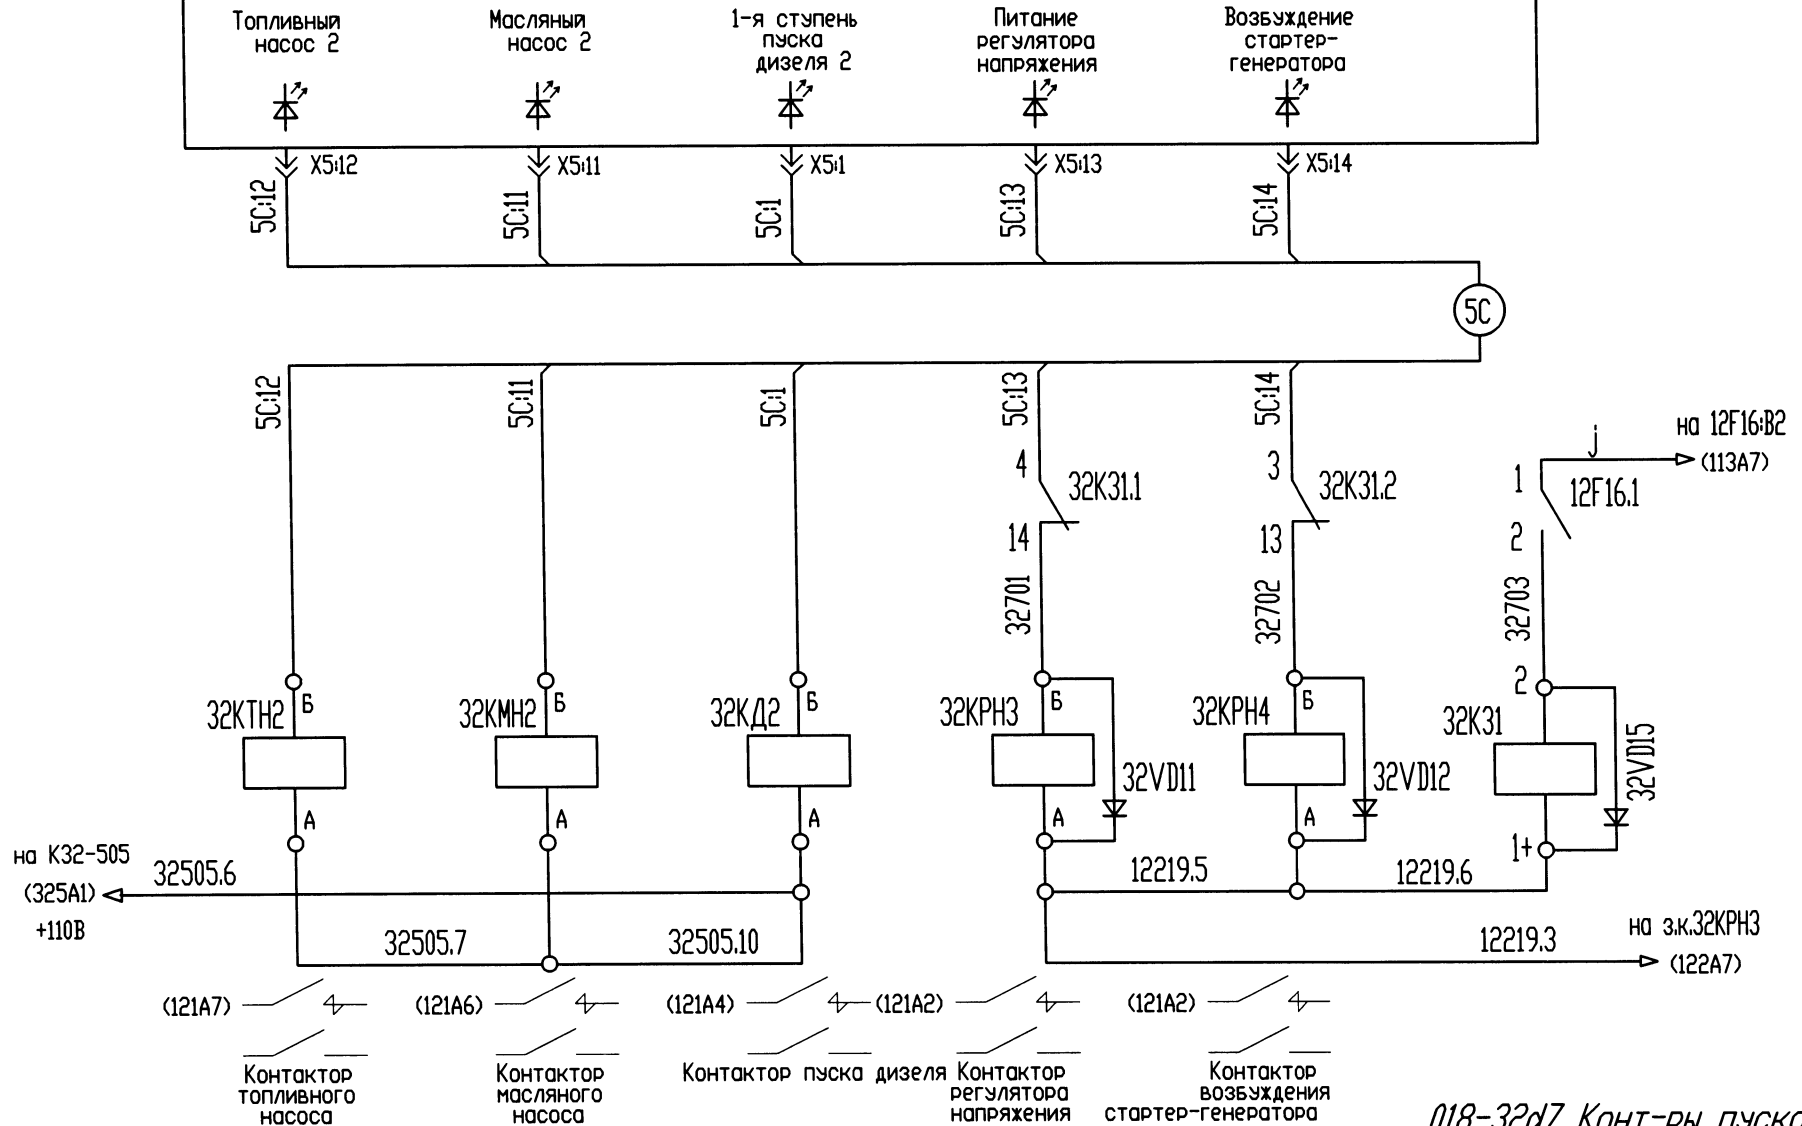 Топливный насос 2
Масляный насос 2
1-я ступень пуска дизеля 2
Питание регулятора напряжения
Возбуждение стартер-генератора
X5:12
X5:11
X5:1
X5:13
X5:14
5C:12
5C:11
5C:1
5C:13
5C:14
5C
5C:12
5C:11
5C:1
5C:13
5C:14
на 12F16:B2
j
(113A7)
4
32К31.1
3
32К31.2
1
12F16.1
14
13
2
32701
32702
32703
2
Б
Б
Б
Б
Б
32КТН2
32КМН2
32КД2
32КРН3
32КРН4
32К31
32VD11
32VD12
32VD15
А
А
А
А
А
1+
на К32-505
32505.6
(325А1)
+110В
12219.5
12219.6
32505.7
32505.10
12219.3
на з.к.32КРН3
(122А7)
(121А7)
(121А6)
(121А4)
(121А2)
(121А2)
Контактор
топливного
насоса
Контактор
масляного
насоса
Контактор пуска дизеля
Контактор
регулятора
напряжения
Контактор
возбуждения
стартер-генератора
018-32d7 Конт-ры пуска